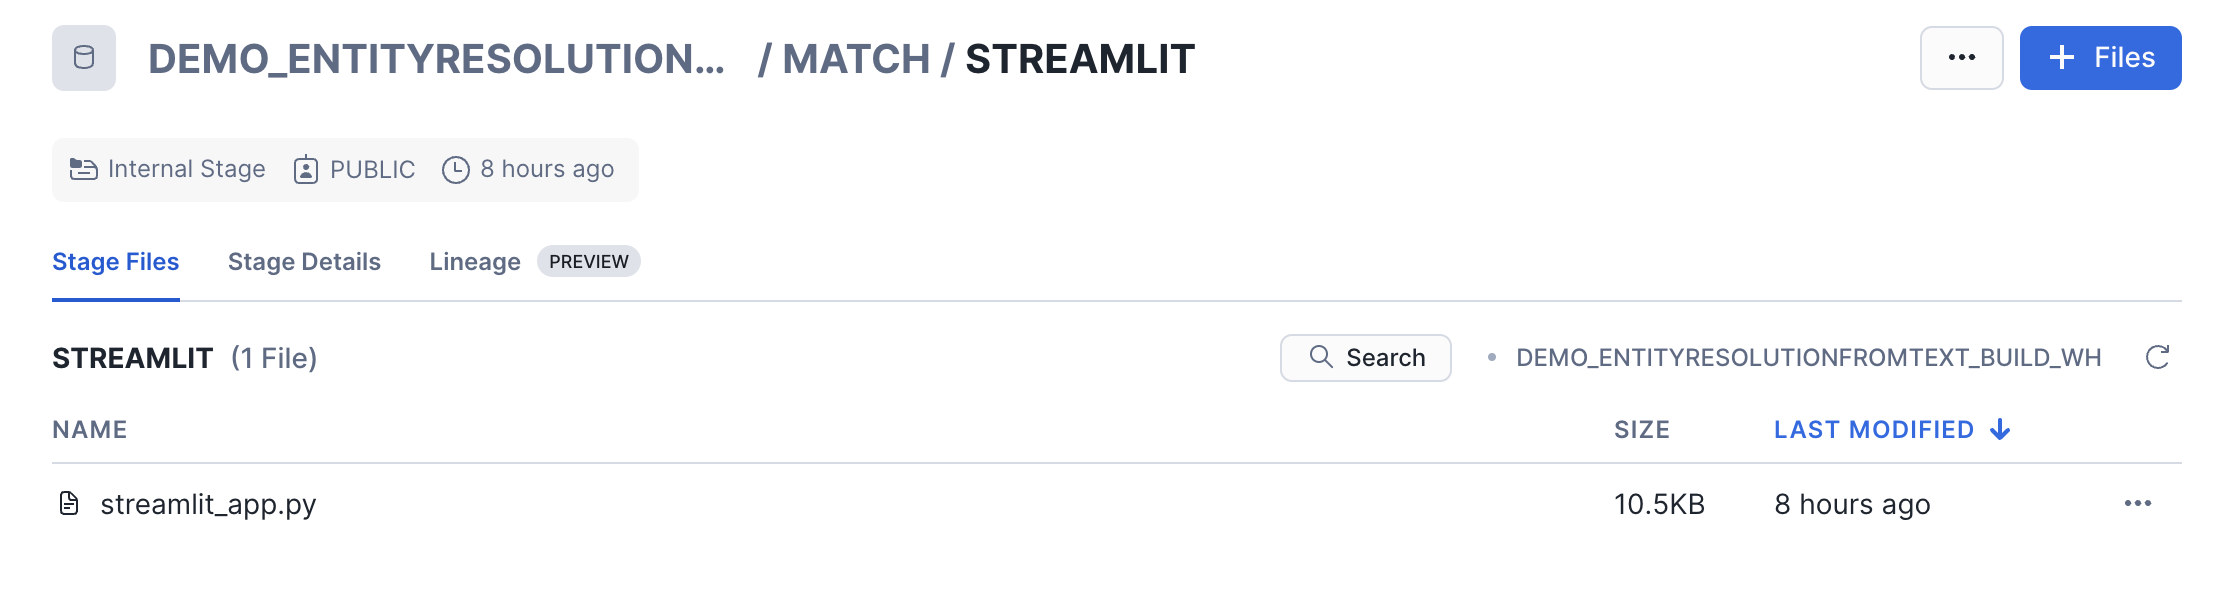 DEMO_ENTITYRESOLUTION... / MATCH / STREAMLIT
... + Files
Internal Stage PUBLIC 8 hours ago
Stage Files Stage Details Lineage PREVIEW
STREAMLIT (1 File) Search • DEMO_ENTITYRESOLUTIONFROMTEXT_BUILD_WH
NAME SIZE LAST MODIFIED ↓
streamlit_app.py 10.5KB 8 hours ago ...